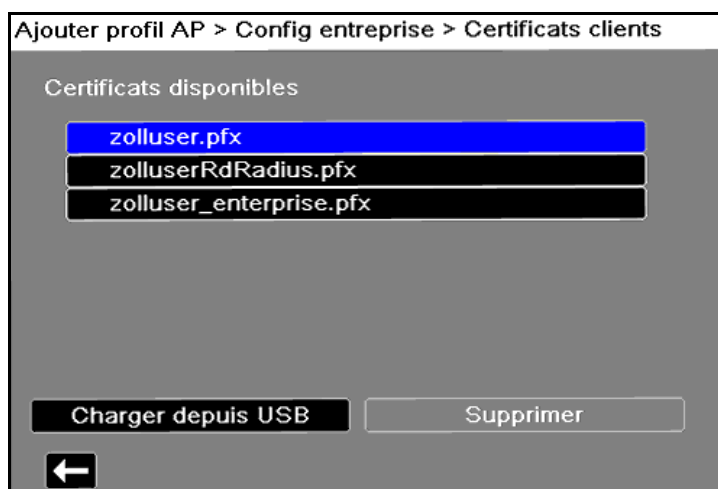 Ajouter profil AP > Config entreprise > Certificats clients
Certificats disponibles
zolluser.pfx
zolluserRdRadius.pfx
zolluser_enterprise.pfx
Charger depuis USB
Supprimer